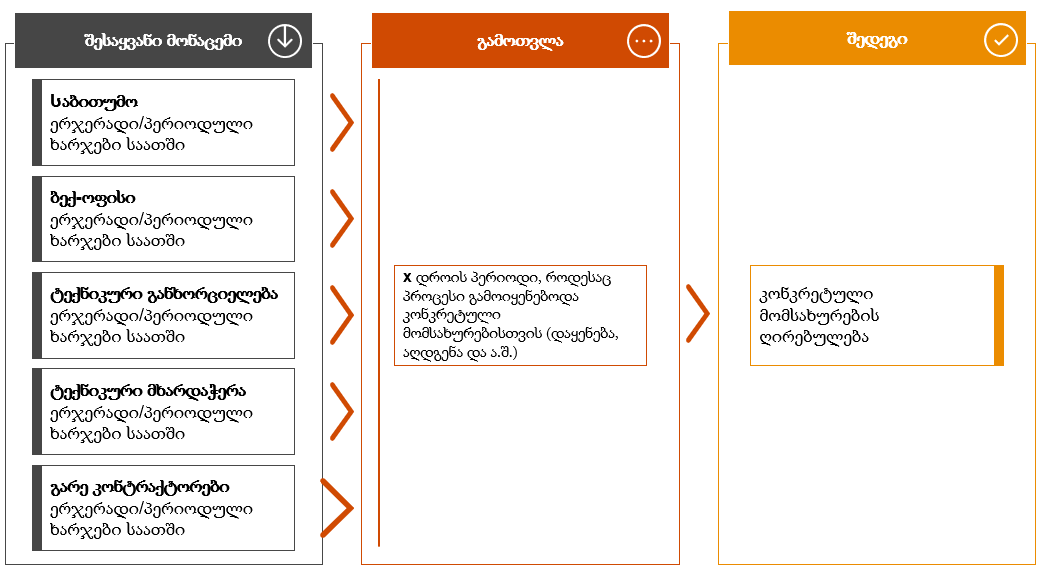 შესაყვანი მონაცემი
საბითუმო
ერჯერადი/პერიოდული
ხარჯები საათში
ბექ-ოფისი
ერჯერადი/პერიოდული
ხარჯები საათში
ტექნიკური განხორციელება
ერჯერადი/პერიოდული
ხარჯები საათში
ტექნიკური მხარდაჭერა
ერჯერადი/პერიოდული
ხარჯები საათში
გარე კონტრაქტორები
ერჯერადი/პერიოდული
ხარჯები საათში
გამოთვლა
X დროის პერიოდი, როდესაც
პროცესი გამოიყენებოდა
კონკრეტული
მომსახურებისთვის (დაყენება,
აღდგენა და ა.შ.)
შედეგი
კონკრეტული
მომსახურების
ღირებულება